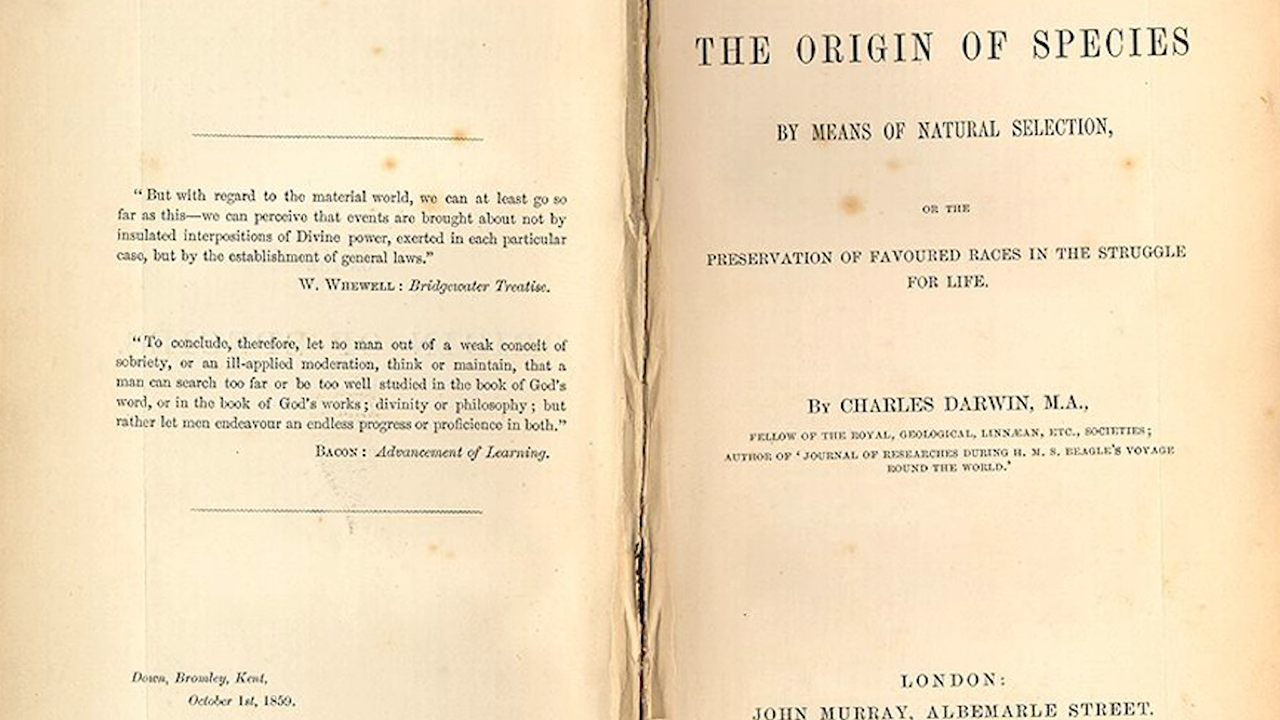 “But with regard to the material world, we can at least go so
far as this—we can perceive that events are brought about not by
insulated interpositions of Divine power, exerted in each particular
case, but by the establishment of general laws.”
W. Whewell: Bridgewater Treatise.
“To conclude, therefore, let no man out of a weak conceit of
sobriety, or an ill-applied moderation, think or maintain, that a
man can search too far or be too well studied in the book of God's
word, or in the book of God's works; divinity or philosophy; but
rather let men endeavour an endless progress or proficience in both.”
Bacon: Advancement of Learning.
Down, Bromley, Kent,
October 1st, 1859.
THE ORIGIN OF SPECIES
BY MEANS OF NATURAL SELECTION,
OR THE
PRESERVATION OF FAVOURED RACES IN THE STRUGGLE
FOR LIFE.
By CHARLES DARWIN, M.A.,
FELLOW OF THE ROYAL, GEOLOGICAL, LINNÆAN, ETC., SOCIETIES;
AUTHOR OF ‘JOURNAL OF RESEARCHES DURING H. M. S. BEAGLE'S VOYAGE
ROUND THE WORLD.’
LONDON:
JOHN MURRAY, ALBEMARLE STREET.